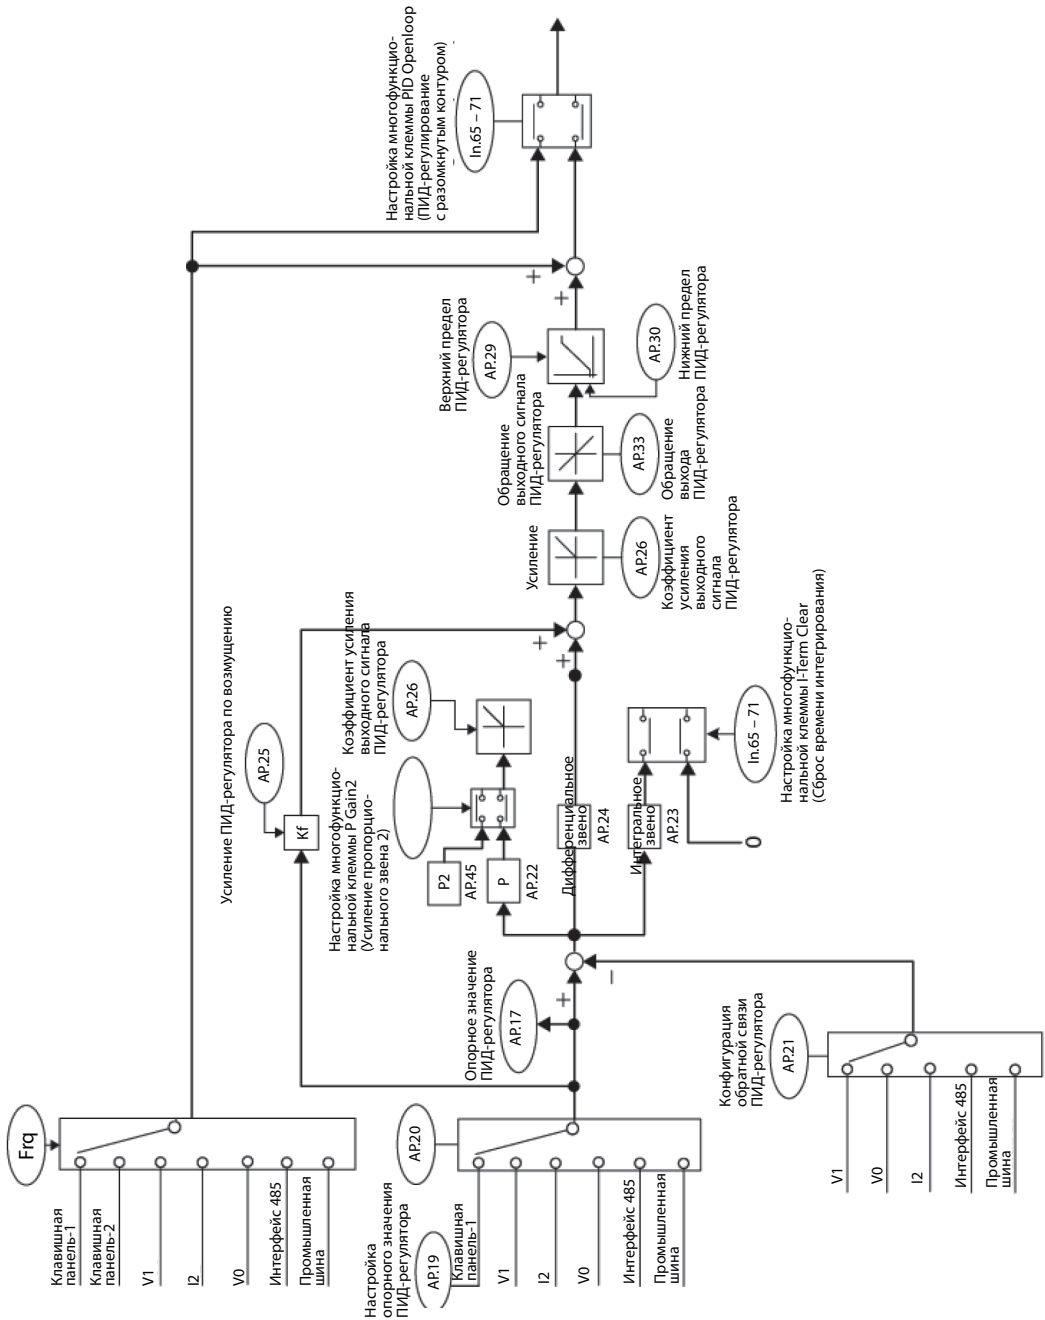 Frq
Клавишная
панель-1
Клавишная
панель-2
V1
I2
V0
Интерфейс 485
Промышленная
шина
Настройка
опорного значения
ПИД-регулятора
AP.19
AP.20
Клавишная
панель-1
V1
I2
V0
Интерфейс 485
Промышленная
шина
Конфигурация
обратной связи
ПИД-регулятора
AP.21
V1
V0
I2
Интерфейс 485
Промышленная
шина
Опорное значение
ПИД-регулятора
AP.17
+
−
Усиление ПИД-регулятора по возмущению
AP.25
Kf
Настройка многофункцио-
нальной клеммы P Gain2
(Усиление пропорцио-
нального звена 2)
P2
AP.45
P
AP.22
Коэффициент усиления
выходного сигнала
ПИД-регулятора
AP.26
Дифференциальное
звено
AP.24
Интегральное
звено
AP.23
0
In.65 – 71
Настройка многофункцио-
нальной клеммы I-Term Clear
(Сброс времени интегрирования)
+
+
Усиление
AP.26
Коэффициент
усиления
выходного
сигнала
ПИД-регулятора
Обращение
выходного сигнала
ПИД-регулятора
AP.33
Обращение
выхода
ПИД-регулятора
Верхний предел
ПИД-регулятора
AP.29
AP.30
Нижний предел
ПИД-регулятора
+
+
Настройка многофункцио-
нальной клеммы PID Openloop
(ПИД-регулирование
с разомкнутым контуром)
In.65 – 71